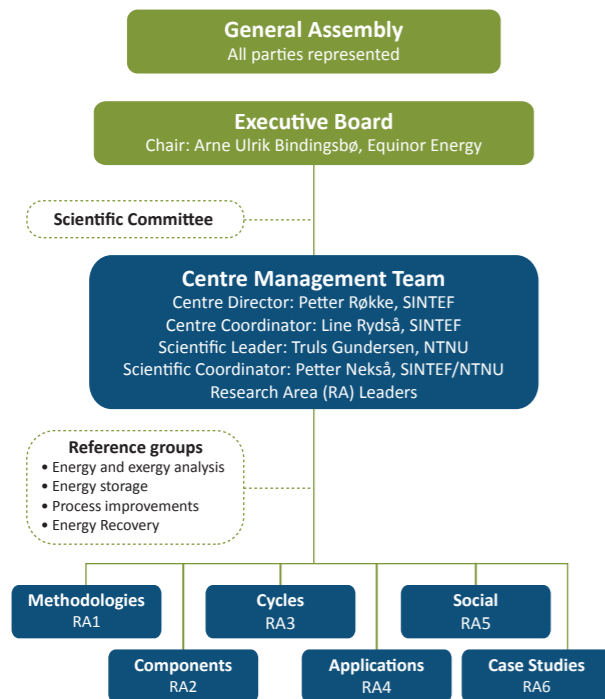 General Assembly
All parties represented
Executive Board
Chair: Arne Ulrik Bindingsbø, Equinor Energy
Scientific Committee
Centre Management Team
Centre Director: Petter Røkke, SINTEF
Centre Coordinator: Line Rydså, SINTEF
Scientific Leader: Truls Gundersen, NTNU
Scientific Coordinator: Petter Nekså, SINTEF/NTNU
Research Area (RA) Leaders
Reference groups
• Energy and exergy analysis
• Energy storage
• Process improvements
• Energy Recovery
Methodologies
RA1
Cycles
RA3
Social
RA5
Components
RA2
Applications
RA4
Case Studies
RA6